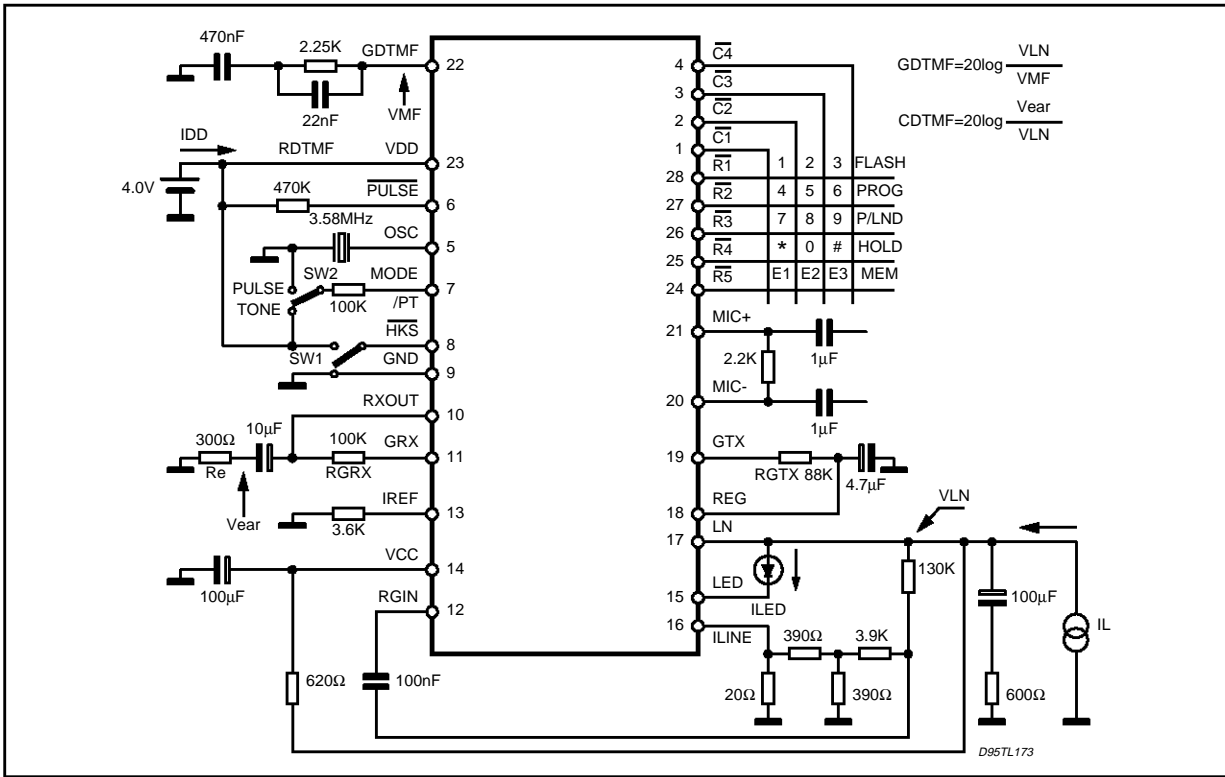 470nF
2.25K
GDTMF
22
22nF
VMF
IDD
RDTMF
VDD
23
4.0V
470K
PULSE
6
3.58MHz
OSC
5
SW2
PULSE
TONE
MODE
7
/PT
100K
HKS
8
SW1
GND
9
RXOUT
10
10µF
300Ω
Re
100K
GRX
11
RGRX
Vear
IREF
13
3.6K
VCC
14
100µF
RGIN
12
620Ω
100nF
4
C4
3
C3
2
C2
1
C1
28
R1
1 2 3 FLASH
27
R2
4 5 6 PROG
26
R3
7 8 9 P/LND
25
R4
* 0 # HOLD
24
R5
E1 E2 E3 MEM
GDTMF=20log VLN
VMF
CDTMF=20log Vear
VLN
21
MIC+
1µF
2.2K
20
MIC-
1µF
19
GTX
RGTX 88K
4.7µF
18
REG
17
LN
VLN
130K
15
LED
ILED
16
ILINE
390Ω
3.9K
20Ω
390Ω
100µF
600Ω
IL
D95TL173